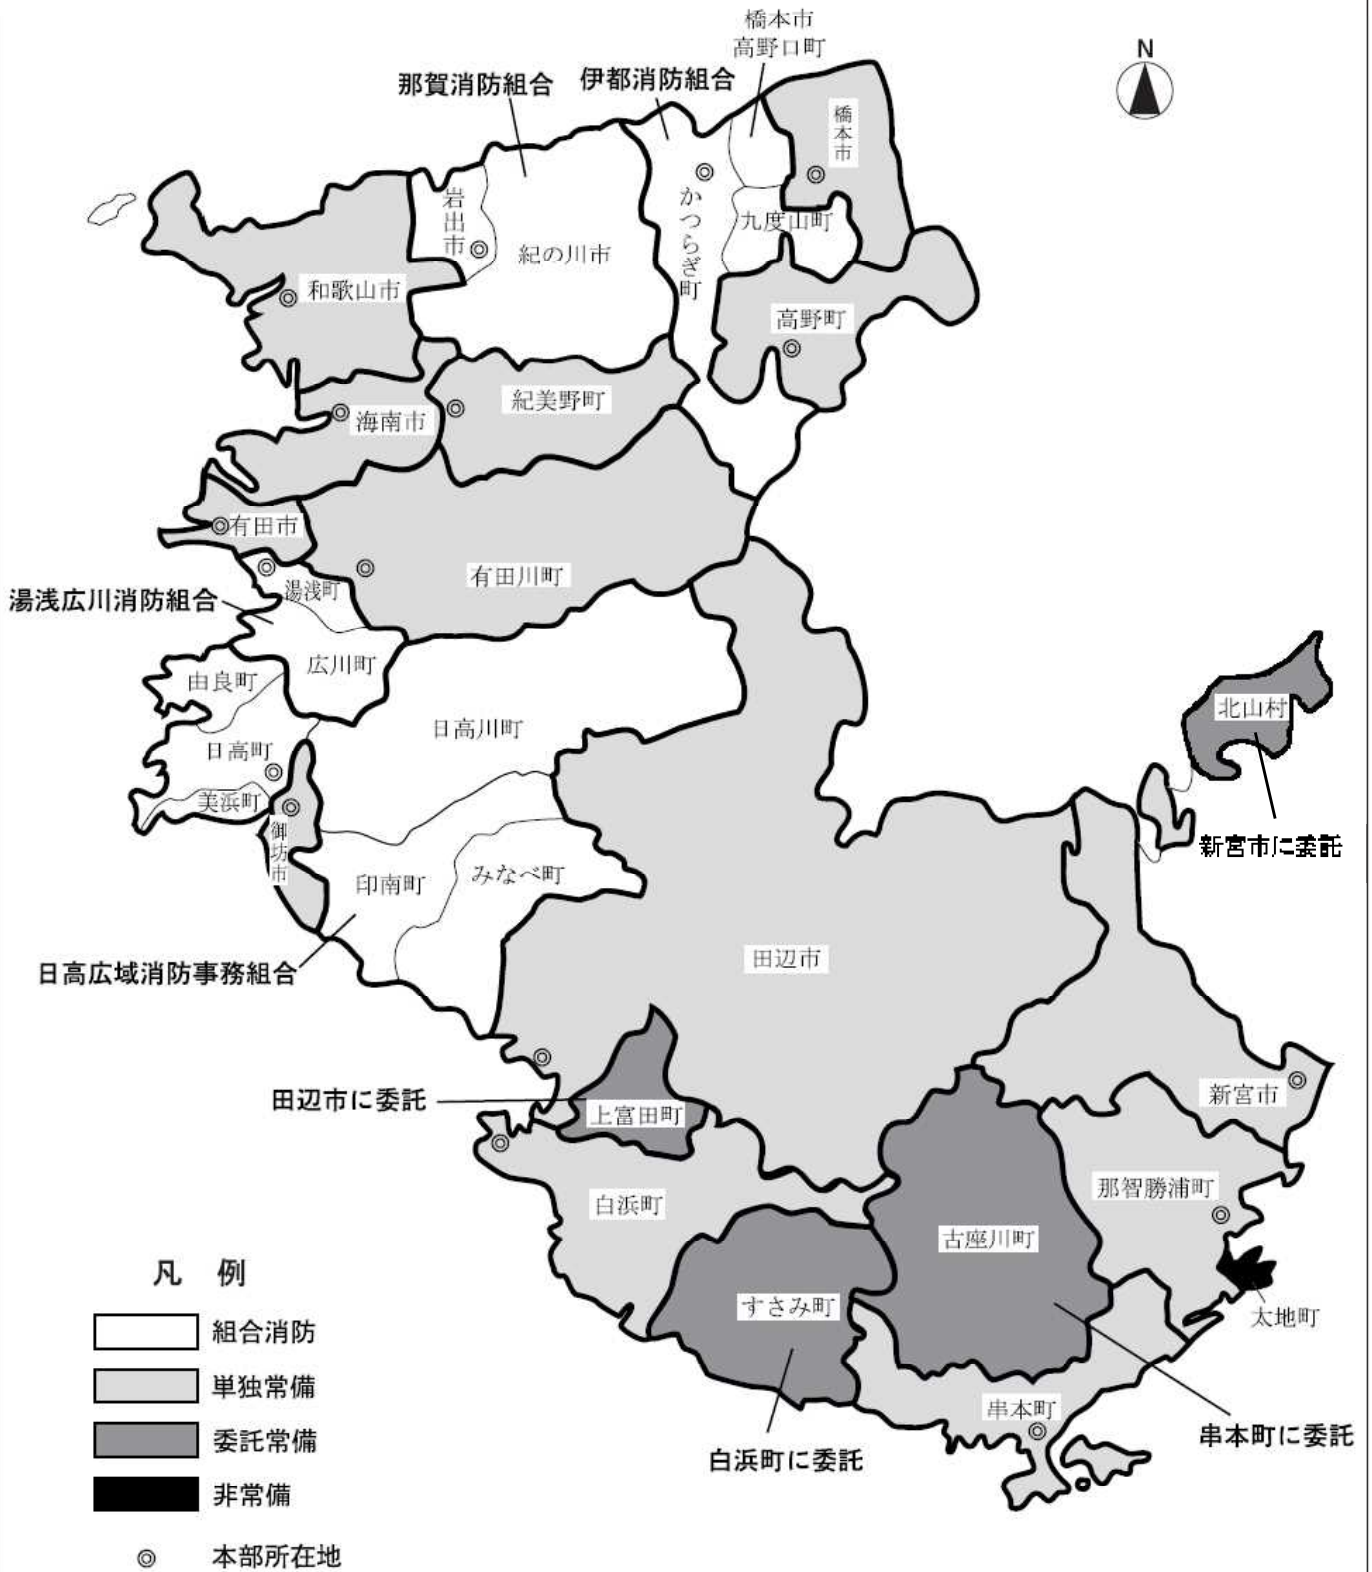 橋本市
高野口町
N
那賀消防組合
伊都消防組合
橋本市
岩出市
かつらぎ町
九度山町
紀の川市
和歌山市
高野町
紀美野町
海南市
有田市
有田川町
湯浅町
湯浅広川消防組合
広川町
由良町
北山村
日高川町
日高町
美浜町
御坊市
新宮市に委託
みなべ町
印南町
田辺市
日高広域消防事務組合
新宮市
田辺市に委託
上富田町
那智勝浦町
白浜町
古座川町
すさみ町
太地町
串本町
串本町に委託
白浜町に委託
凡 例
組合消防
単独常備
委託常備
非常備
本部所在地